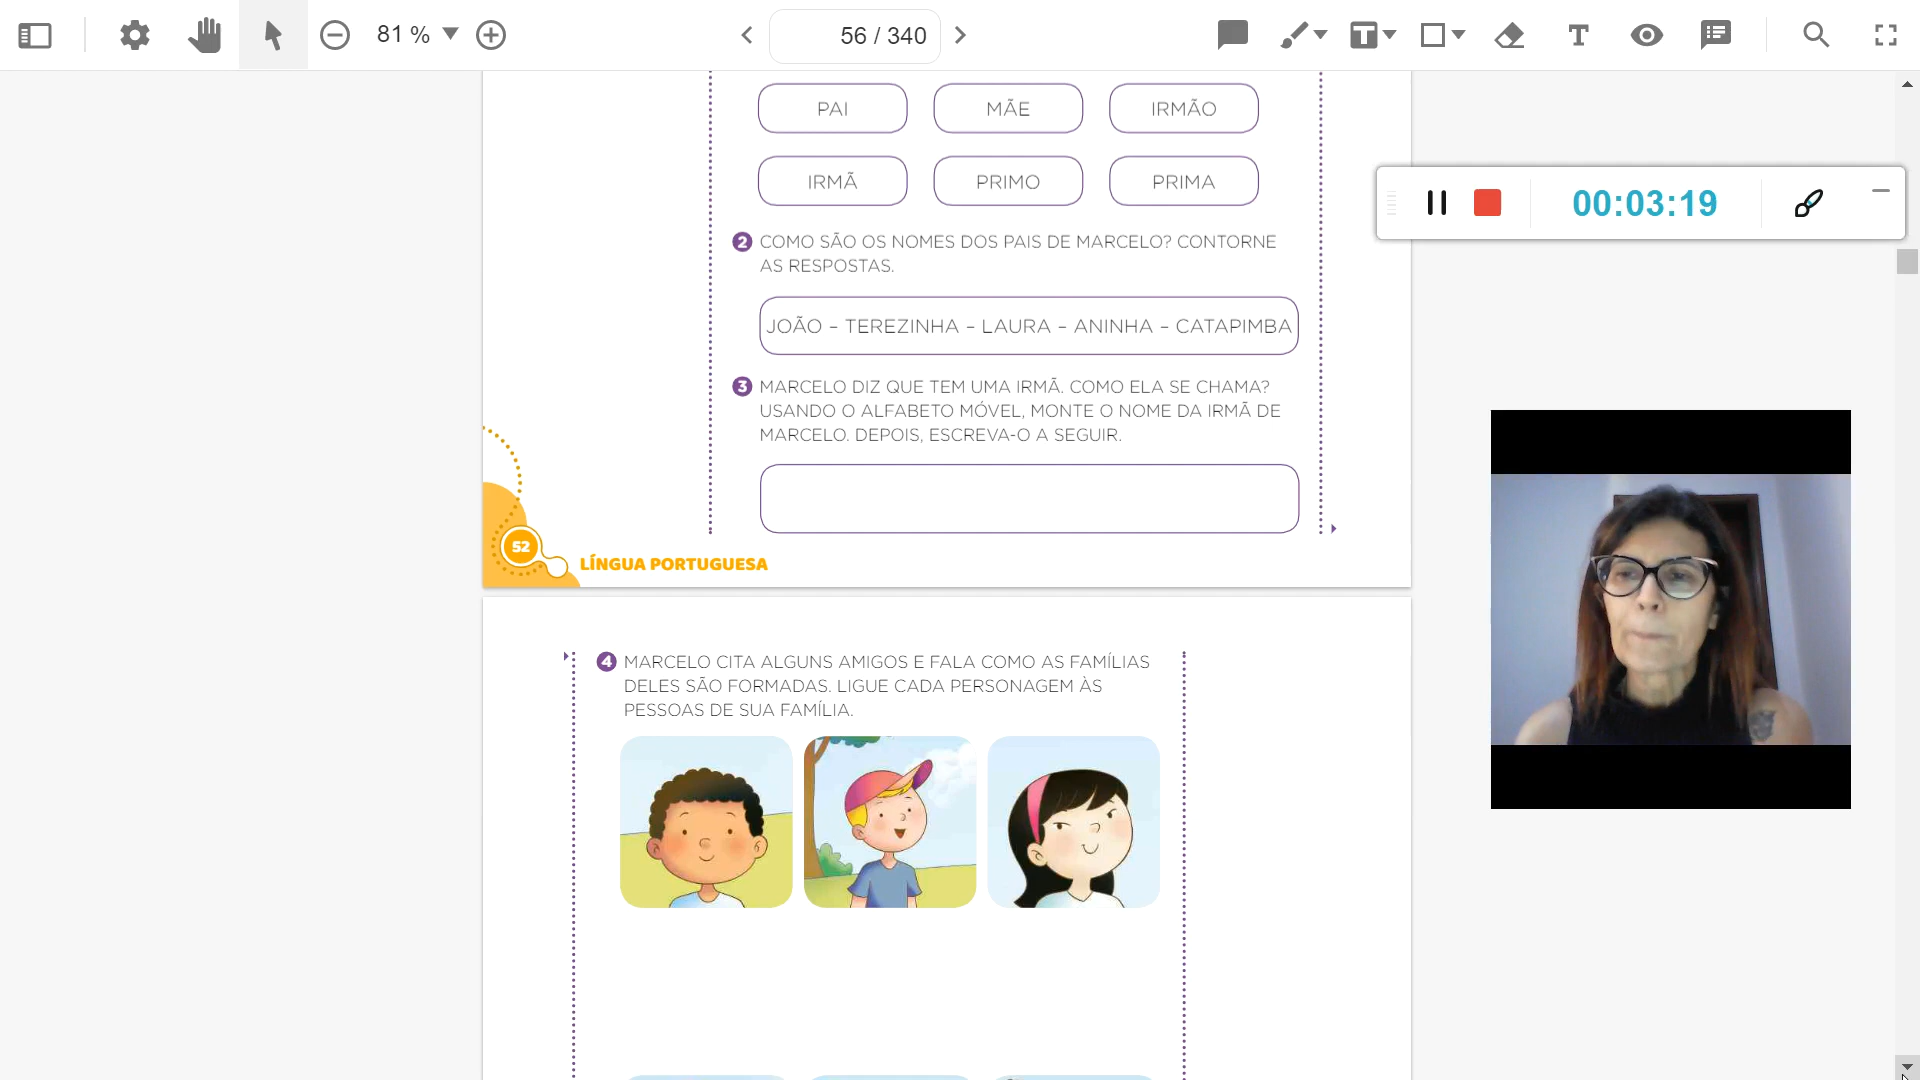 81 %
56 / 340
PAI
MÃE
IRMÃO
IRMÃ
PRIMO
PRIMA
00:03:19
2 COMO SÃO OS NOMES DOS PAIS DE MARCELO? CONTORNE
AS RESPOSTAS.
JOÃO – TEREZINHA – LAURA – ANINHA – CATAPIMBA
3 MARCELO DIZ QUE TEM UMA IRMÃ. COMO ELA SE CHAMA?
USANDO O ALFABETO MÓVEL, MONTE O NOME DA IRMÃ DE
MARCELO. DEPOIS, ESCREVA-O A SEGUIR.
52
LÍNGUA PORTUGUESA
4 MARCELO CITA ALGUNS AMIGOS E FALA COMO AS FAMÍLIAS
DELES SÃO FORMADAS. LIGUE CADA PERSONAGEM ÀS
PESSOAS DE SUA FAMÍLIA.